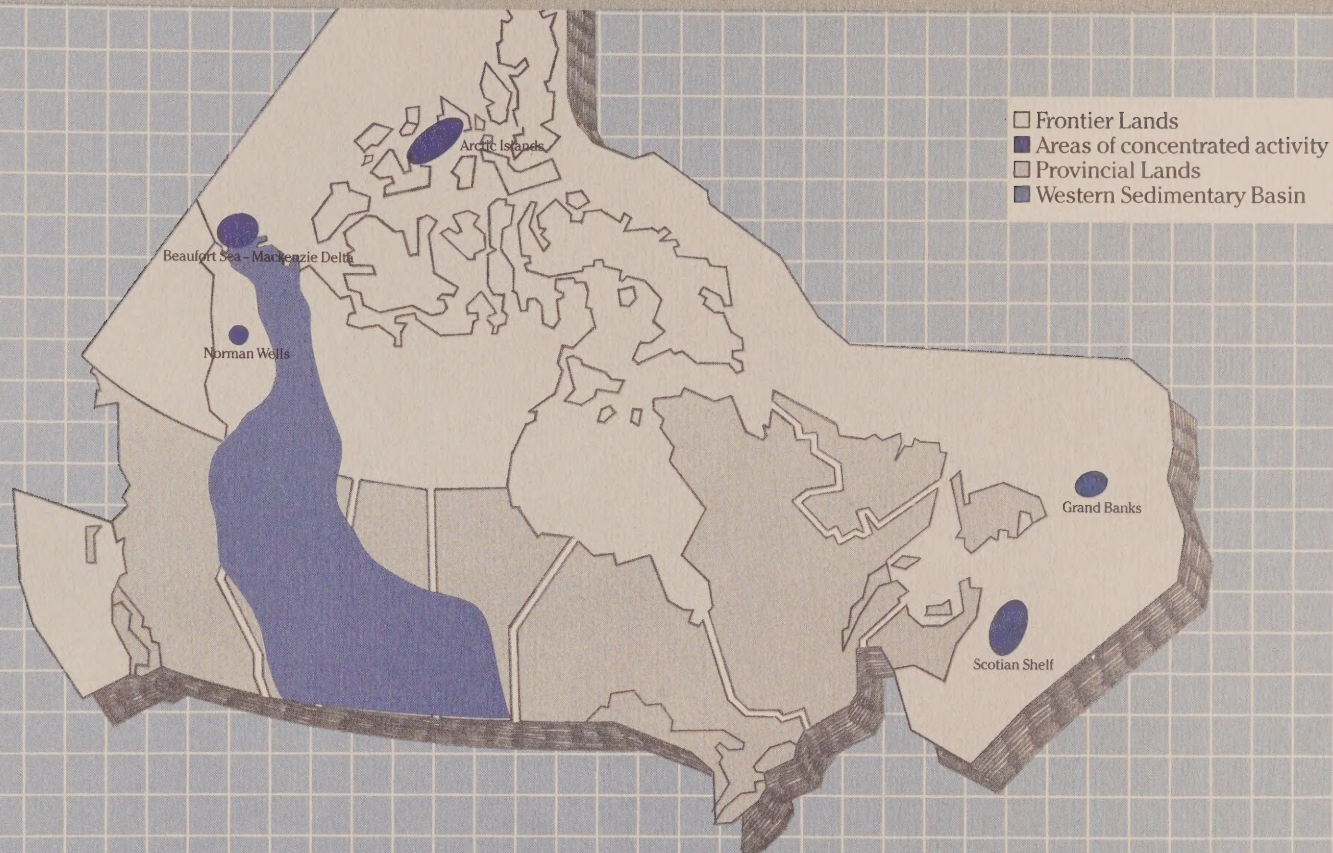 Frontier Lands
Areas of concentrated activity
Provincial Lands
Western Sedimentary Basin
Arctic Islands
Beaufort Sea – Mackenzie Delta
Norman Wells
Grand Banks
Scotian Shelf